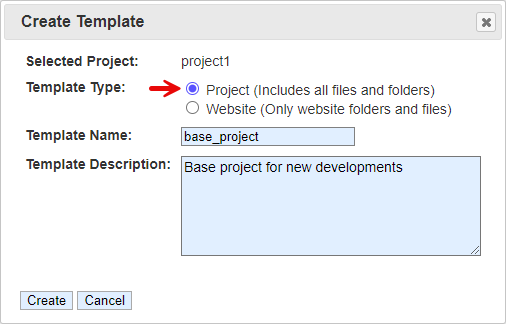 Create Template
Selected Project: project1
Template Type: Project (Includes all files and folders)
Website (Only website folders and files)
Template Name: base_project
Template Description: Base project for new developments
Create Cancel